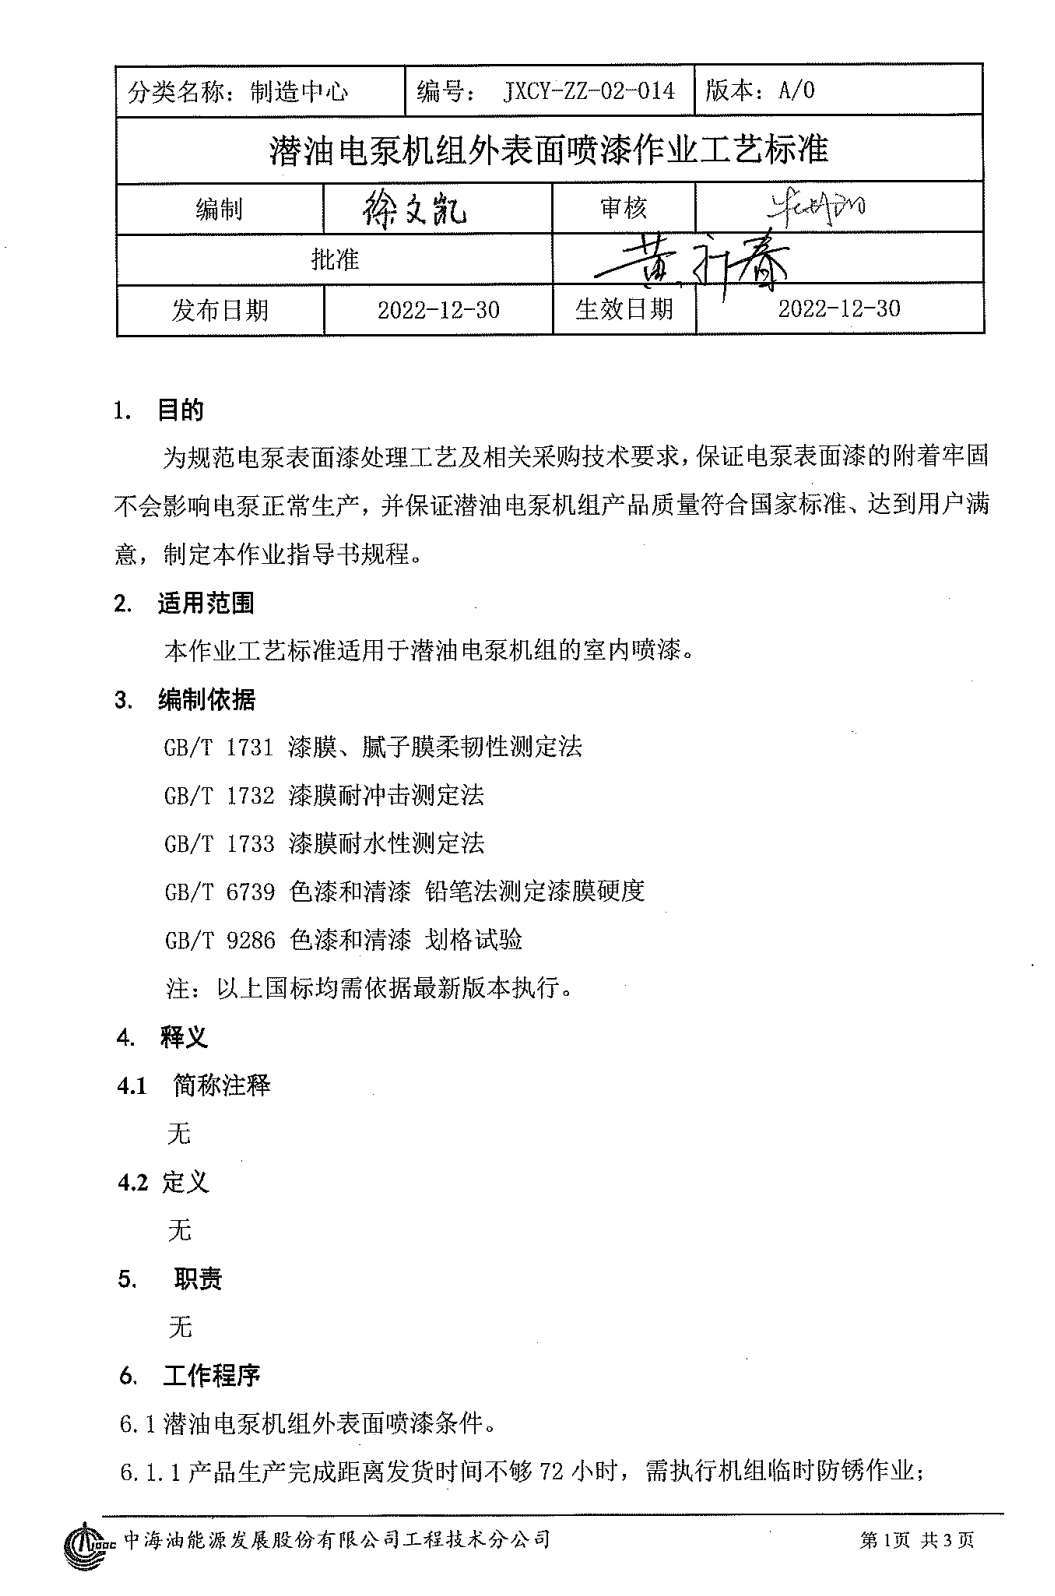 分类名称：制造中心 编号： JXCY-ZZ-02-014 版本：A/0
潜油电泵机组外表面喷漆作业工艺标准
编制 徐文凯 审核
批准
发布日期 2022-12-30 生效日期 2022-12-30
1. 目的
为规范电泵表面漆处理工艺及相关采购技术要求，保证电泵表面漆的附着牢固
不会影响电泵正常生产，并保证潜油电泵机组产品质量符合国家标准、达到用户满
意，制定本作业指导书规程。
2. 适用范围
本作业工艺标准适用于潜油电泵机组的室内喷漆。
3. 编制依据
GB/T 1731 漆膜、腻子膜柔韧性测定法
GB/T 1732 漆膜耐冲击测定法
GB/T 1733 漆膜耐水性测定法
GB/T 6739 色漆和清漆 铅笔法测定漆膜硬度
GB/T 9286 色漆和清漆 划格试验
注：以上国标均需依据最新版本执行。
4. 释义
4.1 简称注释
无
4.2 定义
无
5. 职责
无
6. 工作程序
6.1 潜油电泵机组外表面喷漆条件。
6.1.1 产品生产完成距离发货时间不够 72 小时，需执行机组临时防锈作业；
中海油能源发展股份有限公司工程技术分公司 第1页 共3页